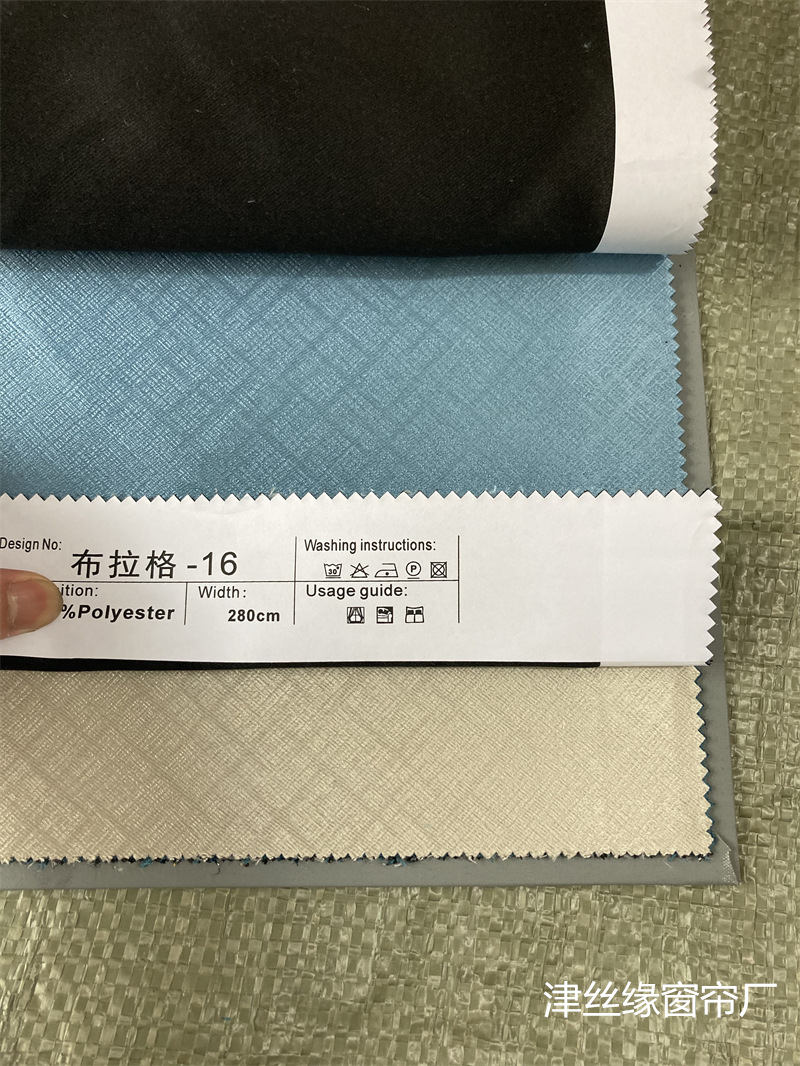 Design No: 布拉格-16
ition:
%Polyester
Width:
280cm
Washing instructions:
30°
P
Usage guide:
津丝缘窗帘厂